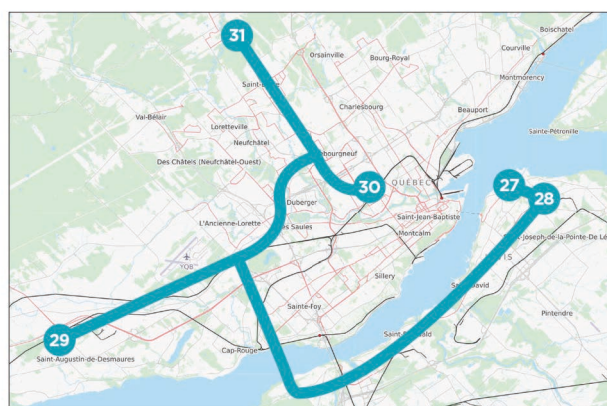 Boischatel
31
Orsainville
Courville
Bourg-Royal
Montmorency
Val-Bélair
Charlesbourg
Beauport
Loretteville
Sainte-Pétronille
Neufchâtel
Des Châtels (Neufchâtel-Ouest)
30
QUÉBEC
27
28
Duberger
L'Ancienne-Lorette
Saint-Jean-Baptiste
Montcalm
YQB
Sillery
Sainte-Foy
Pintendre
29
Saint-Augustin-de-Desmaures
Cap-Rouge